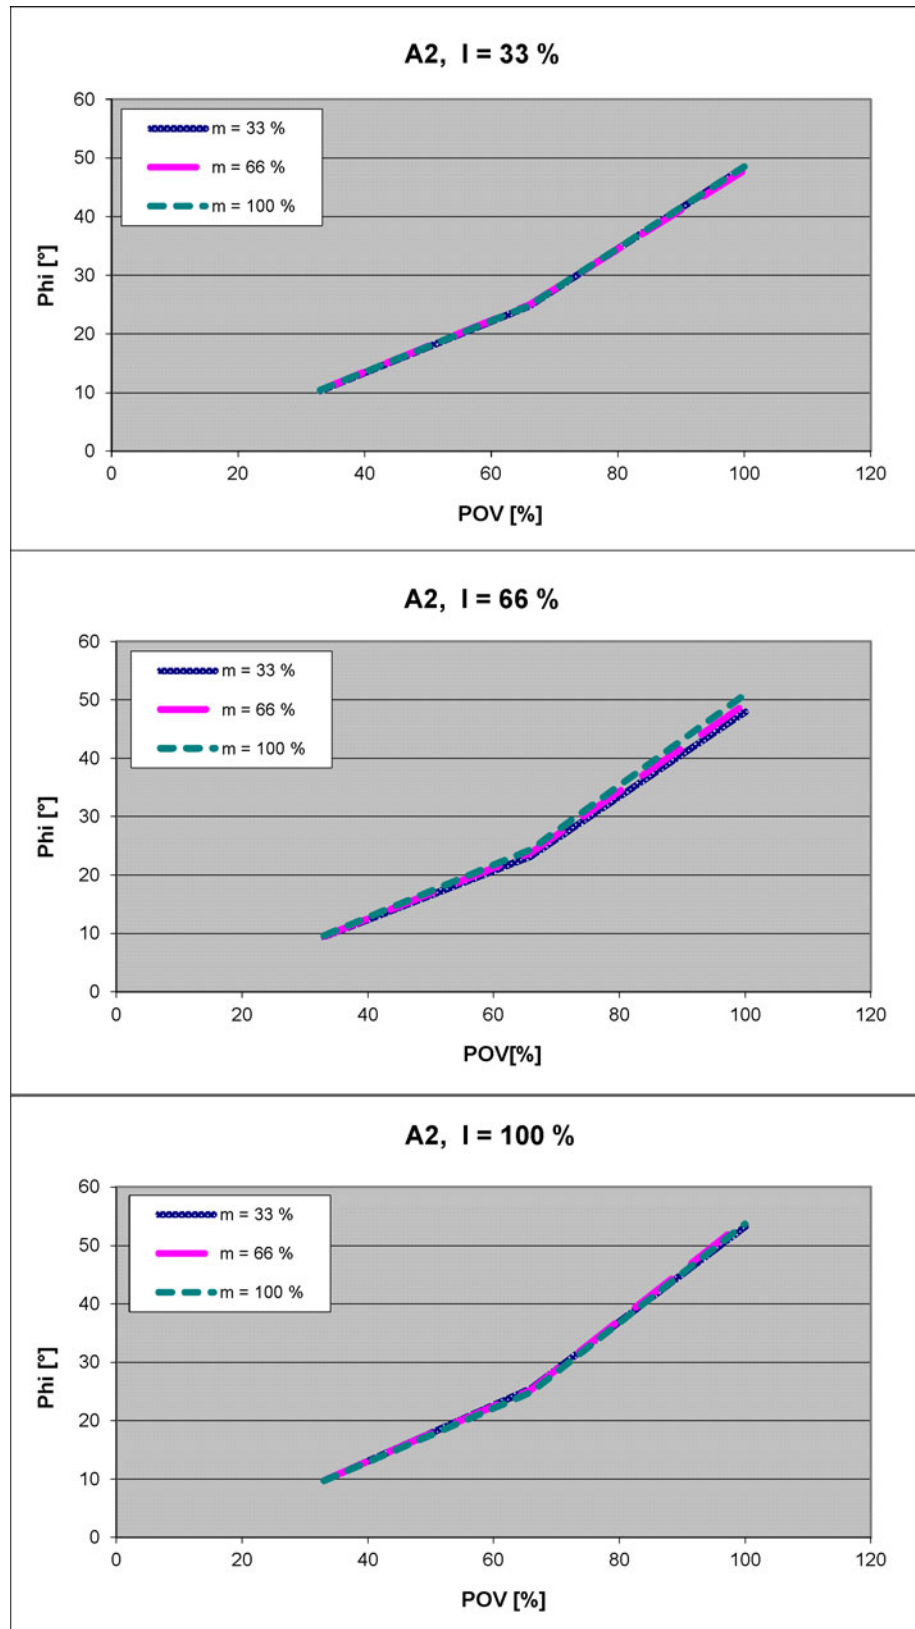 A2, I = 33 %
60
50
40
30
20
10
0
m = 33 %
m = 66 %
m = 100 %
Phi [°]
0 20 40 60 80 100 120
POV [%]
A2, I = 66 %
60
50
40
30
20
10
0
m = 33 %
m = 66 %
m = 100 %
Phi [°]
0 20 40 60 80 100 120
POV[%]
A2, I = 100 %
60
50
40
30
20
10
0
m = 33 %
m = 66 %
m = 100 %
Phi [°]
0 20 40 60 80 100 120
POV [%]